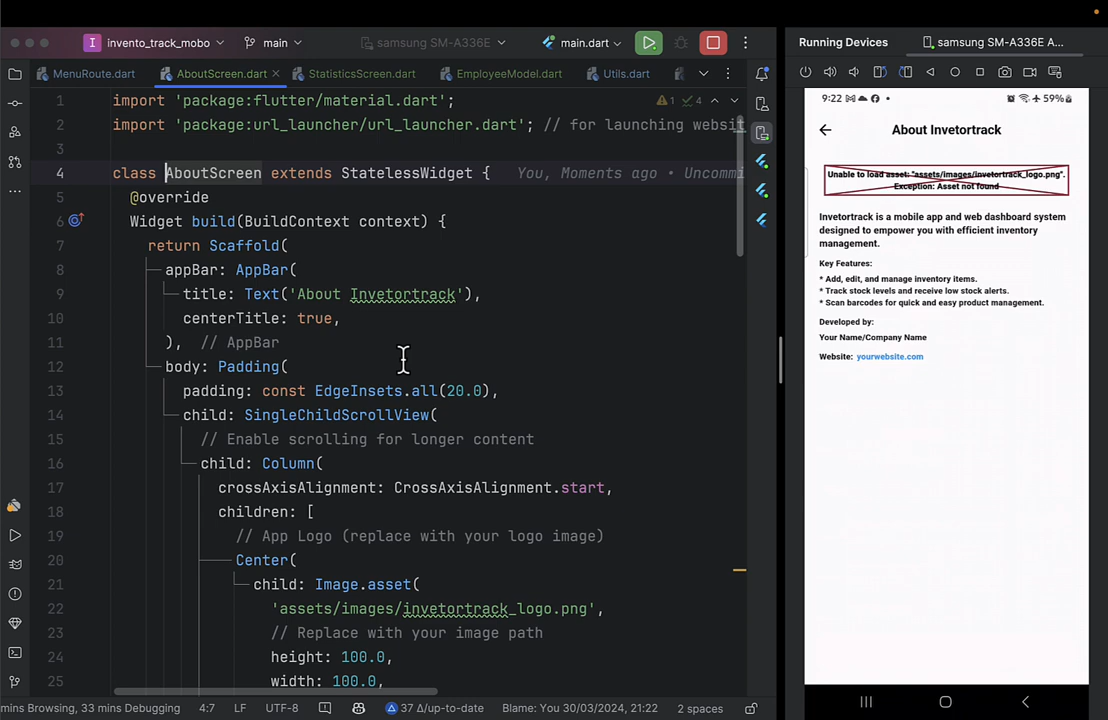 invento_track_mobo
main
samsung SM-A336E
main.dart
Running Devices
samsung SM-A336E A...
MenuRoute.dart
AboutScreen.dart
StatisticsScreen.dart
EmployeeModel.dart
Utils.dart
1 import 'package:flutter/material.dart';
1 4
2 import 'package:url_launcher/url_launcher.dart'; // for launching websit
3
4 class AboutScreen extends StatelessWidget { You, Moments ago • Uncommi
5 @override
6 Widget build(BuildContext context) {
7 return Scaffold(
8 appBar: AppBar(
9 title: Text('About Invetortrack'),
10 centerTitle: true,
11 ), // AppBar
12 body: Padding(
13 padding: const EdgeInsets.all(20.0),
14 child: SingleChildScrollView(
15 // Enable scrolling for longer content
16 child: Column(
17 crossAxisAlignment: CrossAxisAlignment.start,
18 children: [
19 // App Logo (replace with your logo image)
20 Center(
21 child: Image.asset(
22 'assets/images/invetortrack_logo.png',
23 // Replace with your image path
24 height: 100.0,
25 width: 100.0,
mins Browsing, 33 mins Debugging
4:7
LF
UTF-8
37 Δ/up-to-date
Blame: You 30/03/2024, 21:22
2 spaces
9:22
59%
About Invetortrack
Unable to load asset: "assets/images/invetortrack_logo.png".
Exception: Asset not found
Invetortrack is a mobile app and web dashboard system
designed to empower you with efficient inventory
management.
Key Features:
* Add, edit, and manage inventory items.
* Track stock levels and receive low stock alerts.
* Scan barcodes for quick and easy product management.
Developed by:
Your Name/Company Name
Website: yourwebsite.com